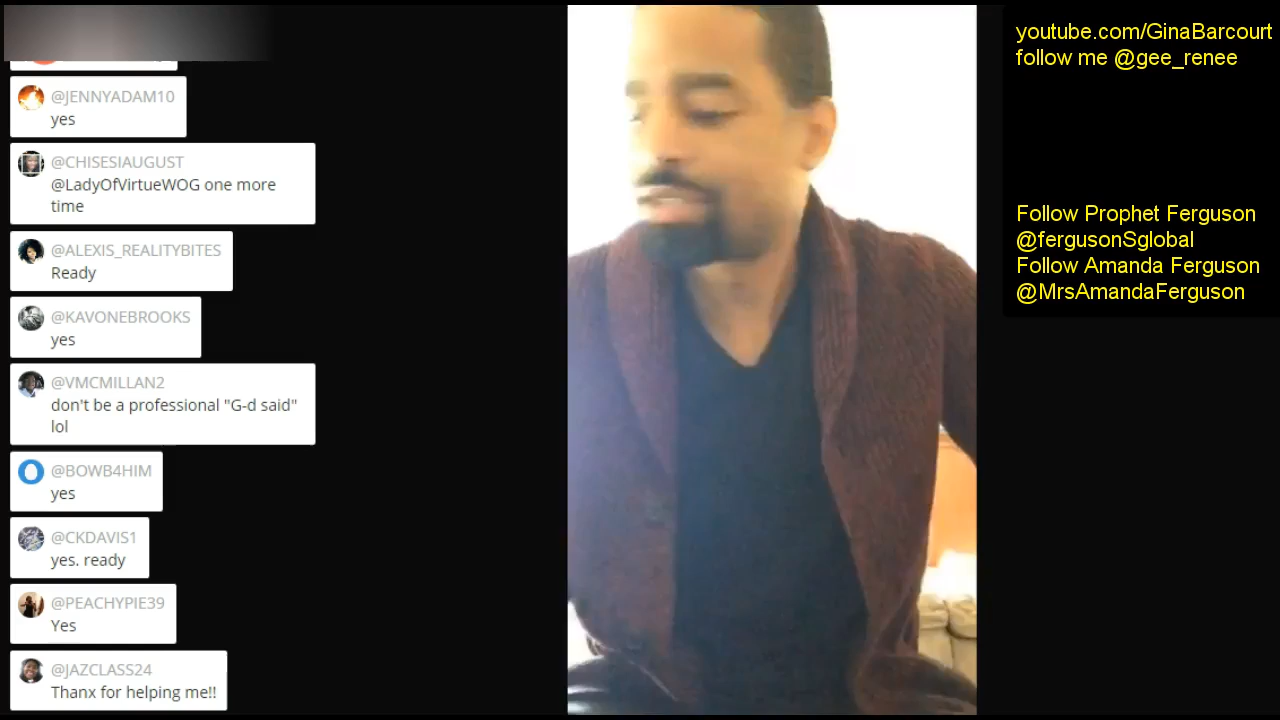 @JENNYADAM10
yes
@CHISESIAUGUST
@LadyOfVirtueWOG one more
time
@ALEXIS_REALITYBITES
Ready
@KAVONEBROOKS
yes
@VMCMILLAN2
don't be a professional "G-d said"
lol
@BOWB4HIM
yes
@CKDAVIS1
yes. ready
@PEACHYPIE39
Yes
@JAZCLASS24
Thanx for helping me!!
youtube.com/GinaBarcourt
follow me @gee_renee
Follow Prophet Ferguson
@fergusonSglobal
Follow Amanda Ferguson
@MrsAmandaFerguson